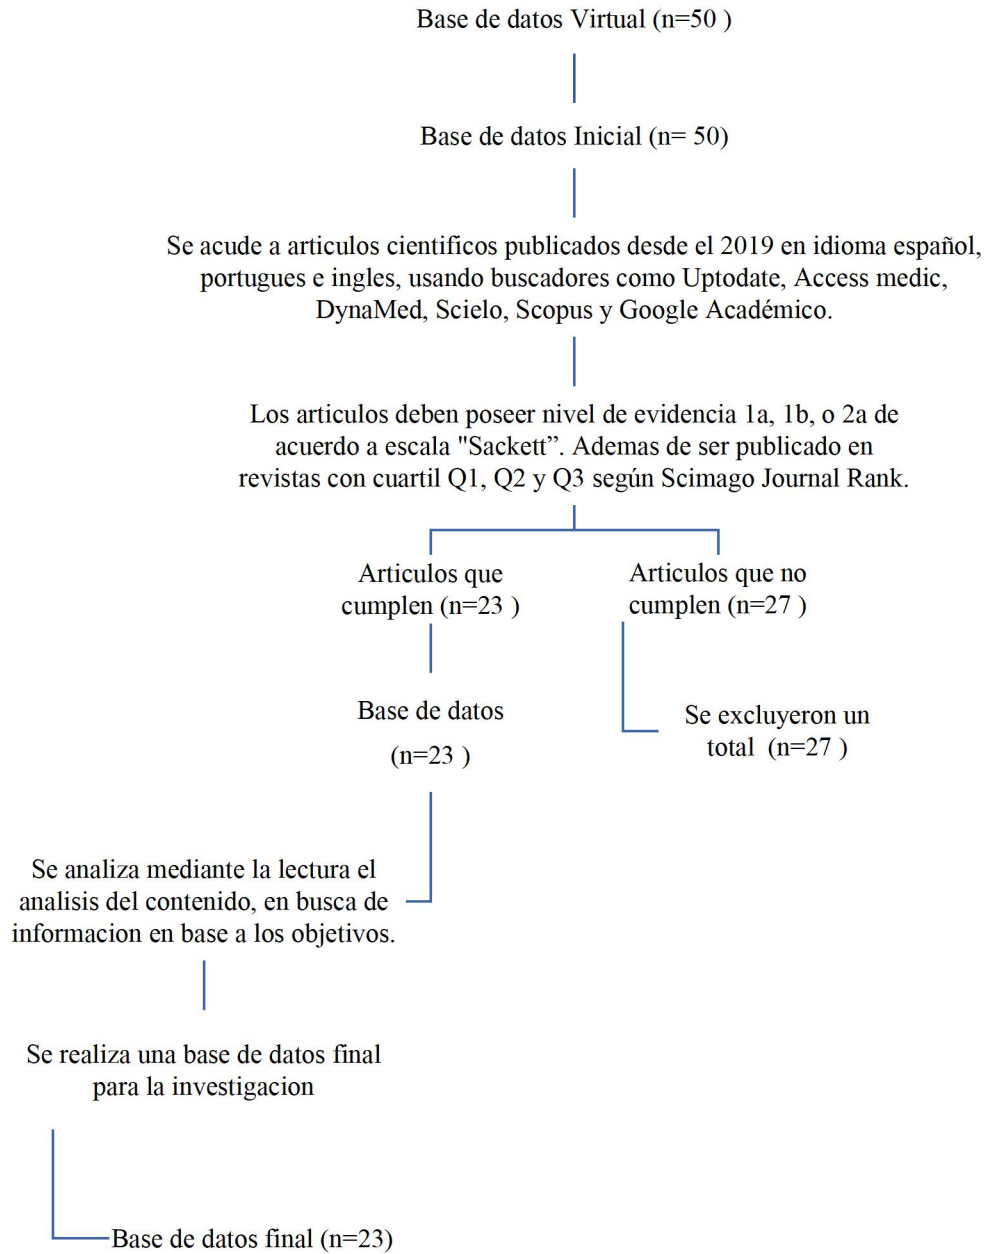 Base de datos Virtual (n=50 )
Base de datos Inicial (n= 50)
Se acude a articulos cientificos publicados desde el 2019 en idioma español,
portugues e ingles, usando buscadores como Uptodate, Access medic,
DynaMed, Scielo, Scopus y Google Académico.
Los articulos deben poseer nivel de evidencia 1a, 1b, o 2a de
acuerdo a escala "Sackett”. Ademas de ser publicado en
revistas con cuartil Q1, Q2 y Q3 según Scimago Journal Rank.
Articulos que
cumplen (n=23 )
Articulos que no
cumplen (n=27 )
Base de datos
(n=23 )
Se excluyeron un
total  (n=27 )
Se analiza mediante la lectura el
analisis del contenido, en busca de
informacion en base a los objetivos.
Se realiza una base de datos final
para la investigacion
Base de datos final (n=23)